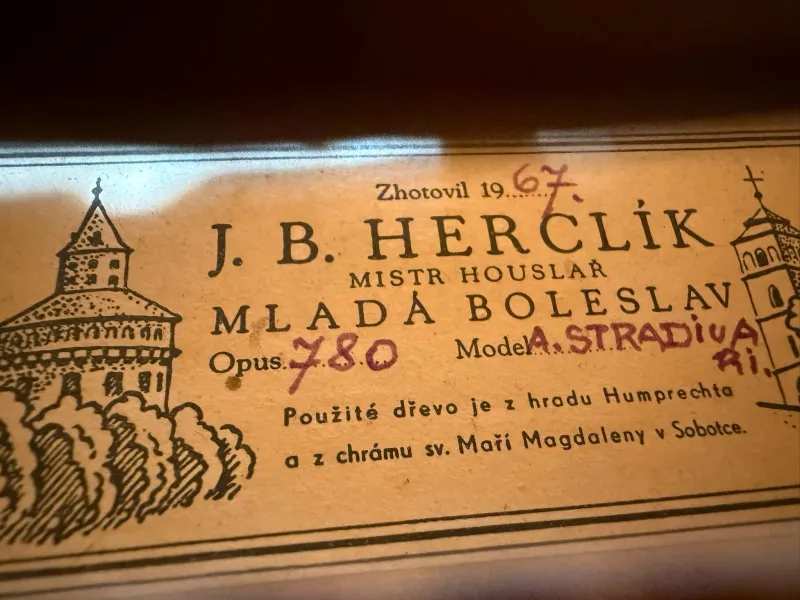 Zhotovil 19 67.
J. B. HERCLÍK
MISTR HOUSLAŘ
MLADÁ BOLESLAV
Opus 780 Model A. STRADIVA
RI.
Použité dřevo je z hradu Humprechta
a z chrámu sv. Maří Magdaleny v Sobotce.